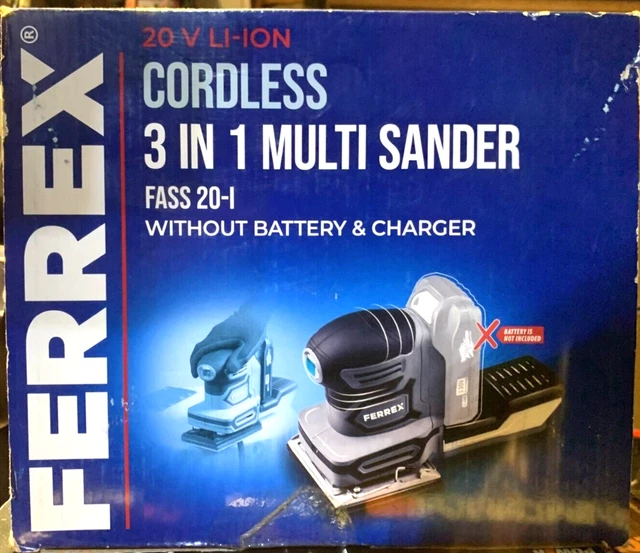 FERREX®
20 V LI-ION
CORDLESS
3 IN 1 MULTI SANDER
FASS 20-I
WITHOUT BATTERY & CHARGER
BATTERY IS
NOT INCLUDED
FERREX